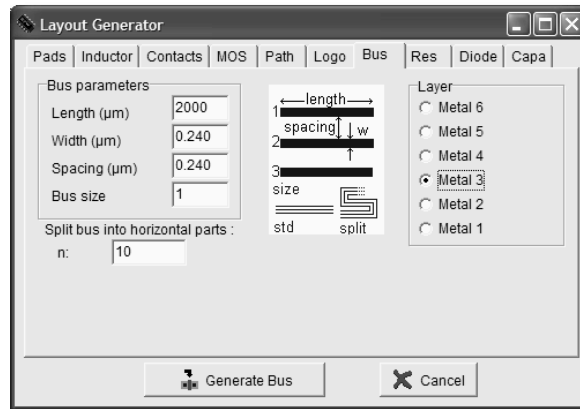 Layout Generator
Pads Inductor Contacts MOS Path Logo Bus Res Diode Capa
Bus parameters
Length (µm) 2000
Width (µm) 0.240
Spacing (µm) 0.240
Bus size 1
Split bus into horizontal parts :
n: 10
length
1
spacing w
2
3
size
std split
Layer
Metal 6
Metal 5
Metal 4
Metal 3
Metal 2
Metal 1
Generate Bus
Cancel